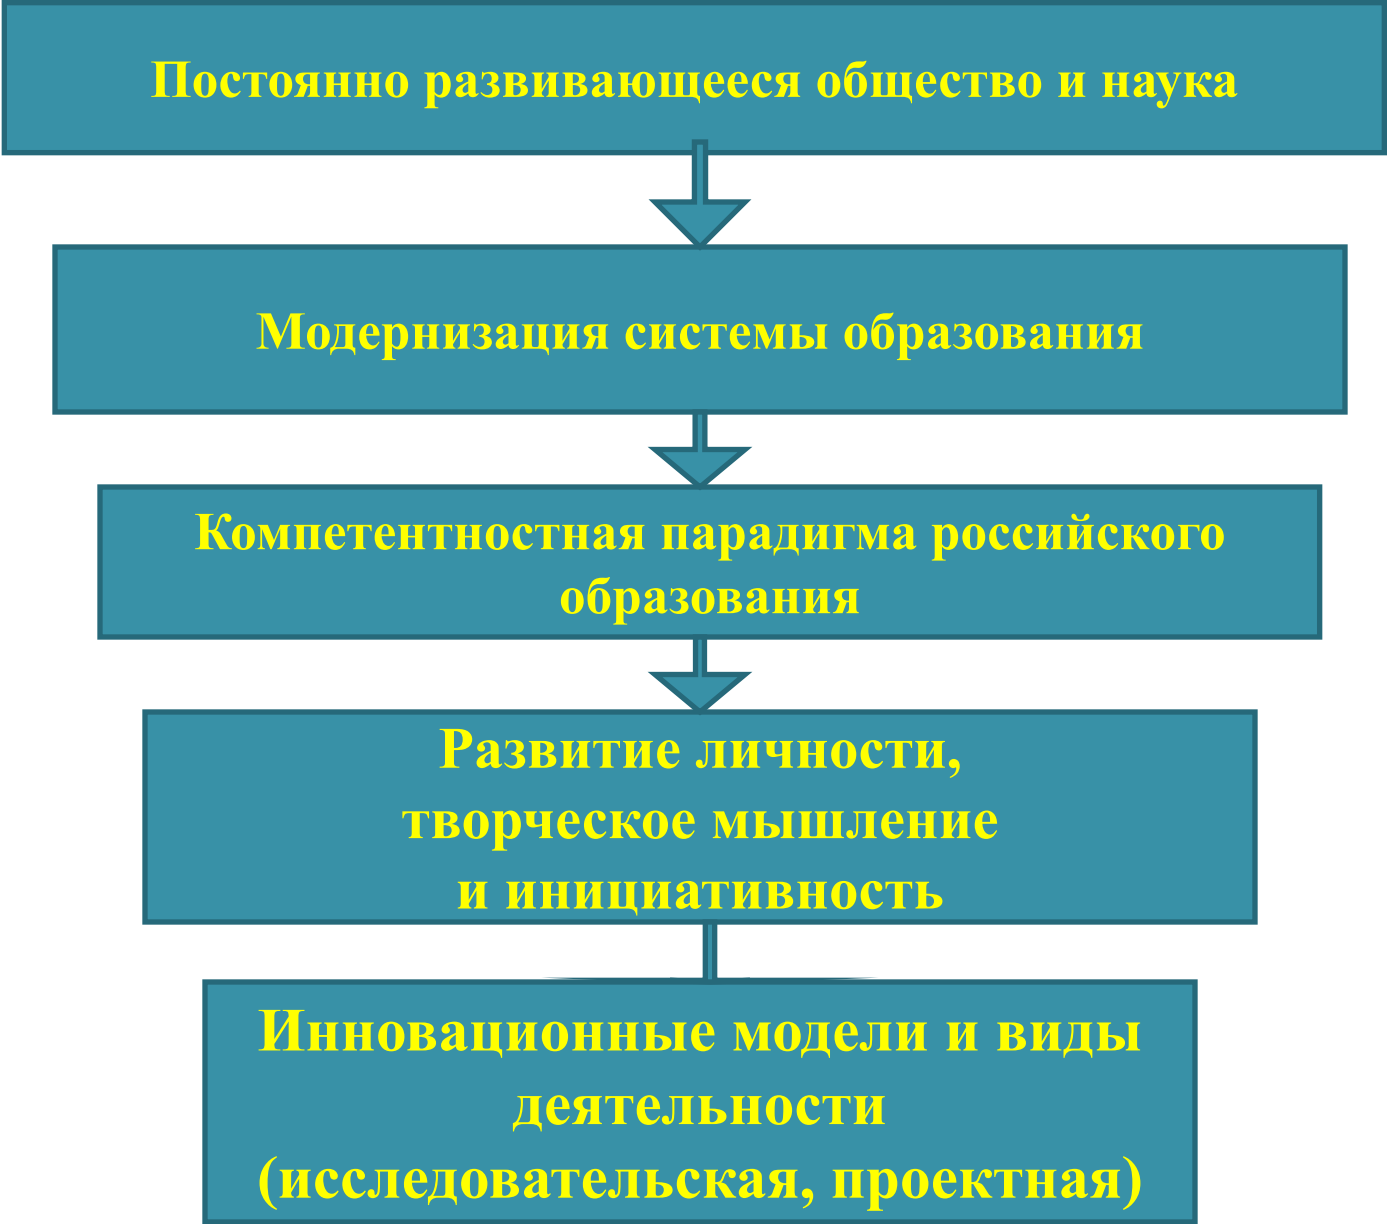 Постоянно развивающееся общество и наука
Модернизация системы образования
Компетентностная парадигма российского
образования
Развитие личности,
творческое мышление
и инициативность
Инновационные модели и виды
деятельности
(исследовательская, проектная)